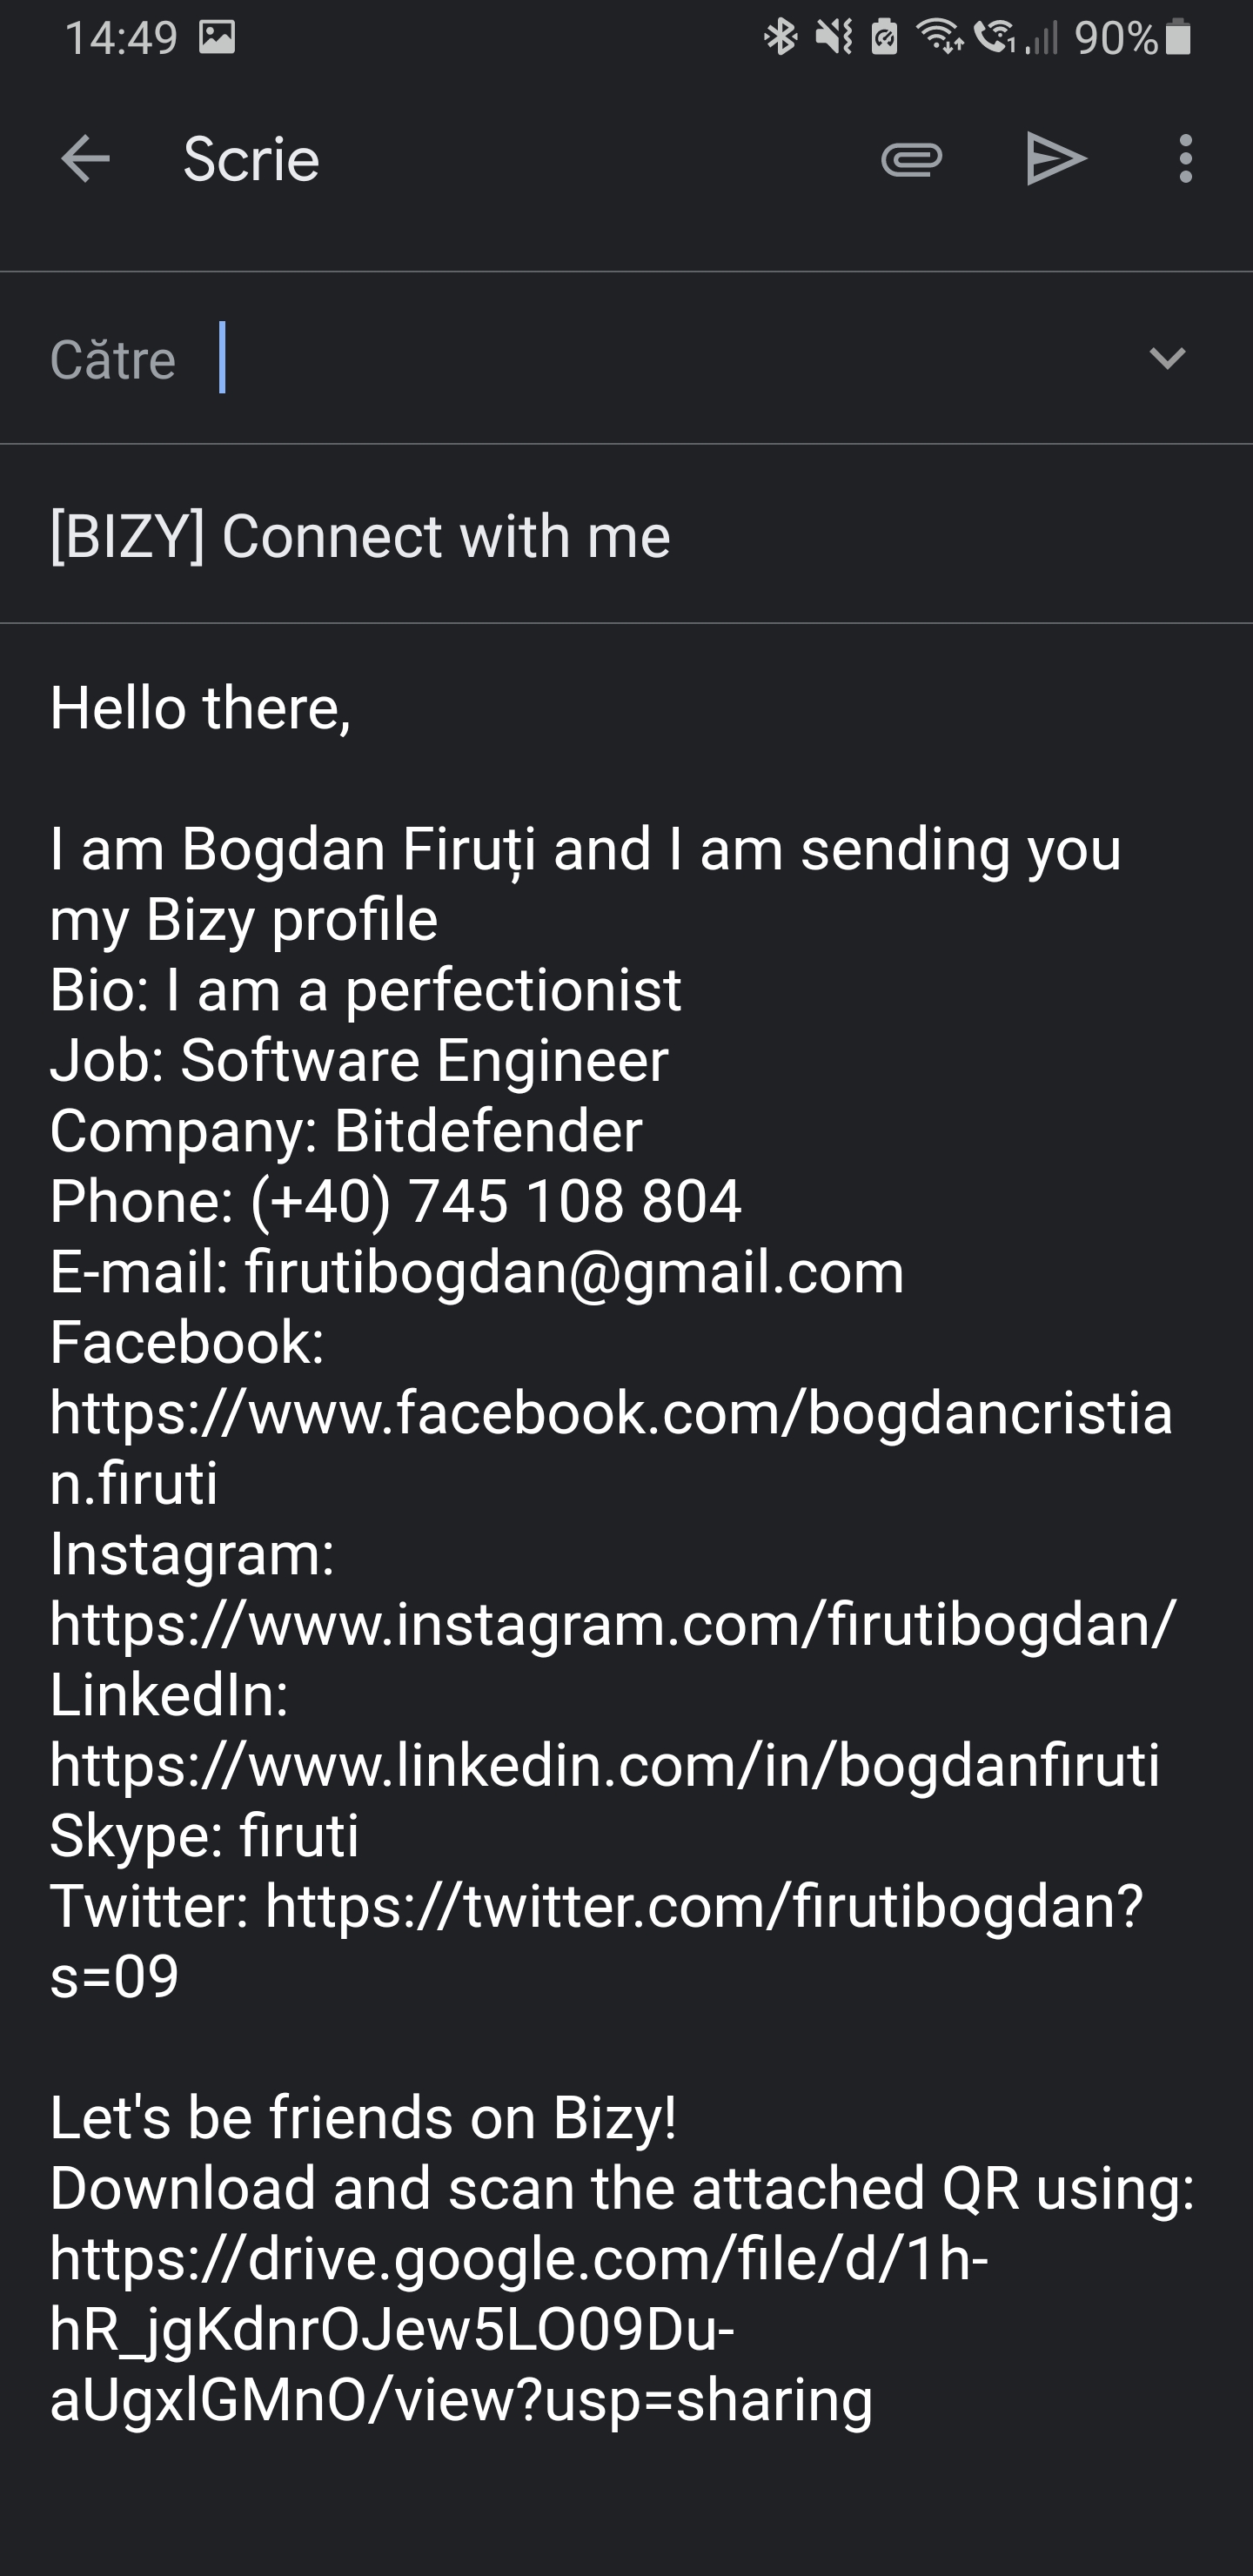 14:49 90%
Scrie
Către
[BIZY] Connect with me
Hello there,
I am Bogdan Firuți and I am sending you
my Bizy profile
Bio: I am a perfectionist
Job: Software Engineer
Company: Bitdefender
Phone: (+40) 745 108 804
E-mail: firutibogdan@gmail.com
Facebook:
https://www.facebook.com/bogdancristia
n.firuti
Instagram:
https://www.instagram.com/firutibogdan/
LinkedIn:
https://www.linkedin.com/in/bogdanfiruti
Skype: firuti
Twitter: https://twitter.com/firutibogdan?
s=09
Let's be friends on Bizy!
Download and scan the attached QR using:
https://drive.google.com/file/d/1h-
hR_jgKdnrOJew5LO09Du-
aUgxlGMnO/view?usp=sharing